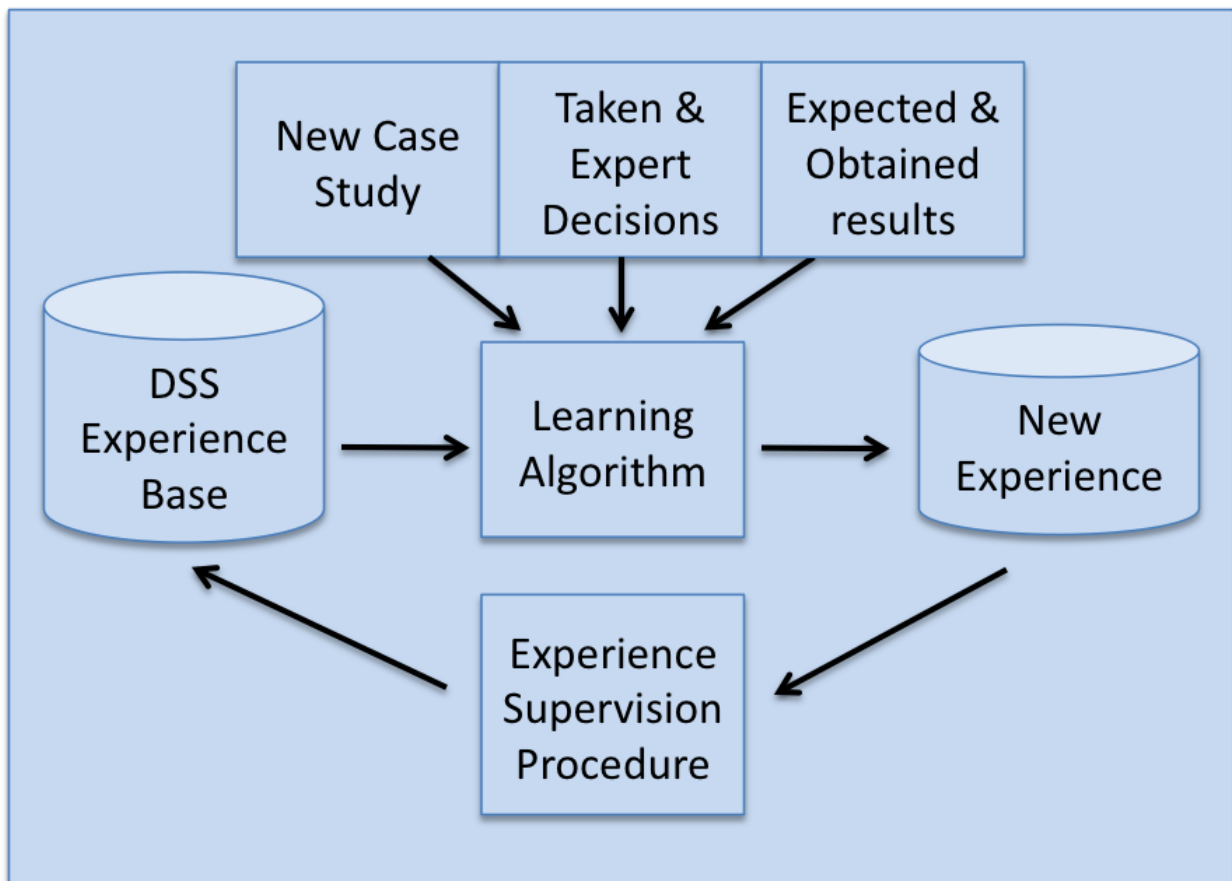 New Case
Study
Taken &
Expert
Decisions
Expected &
Obtained
results
DSS
Experience
Base
Learning
Algorithm
New
Experience
Experience
Supervision
Procedure